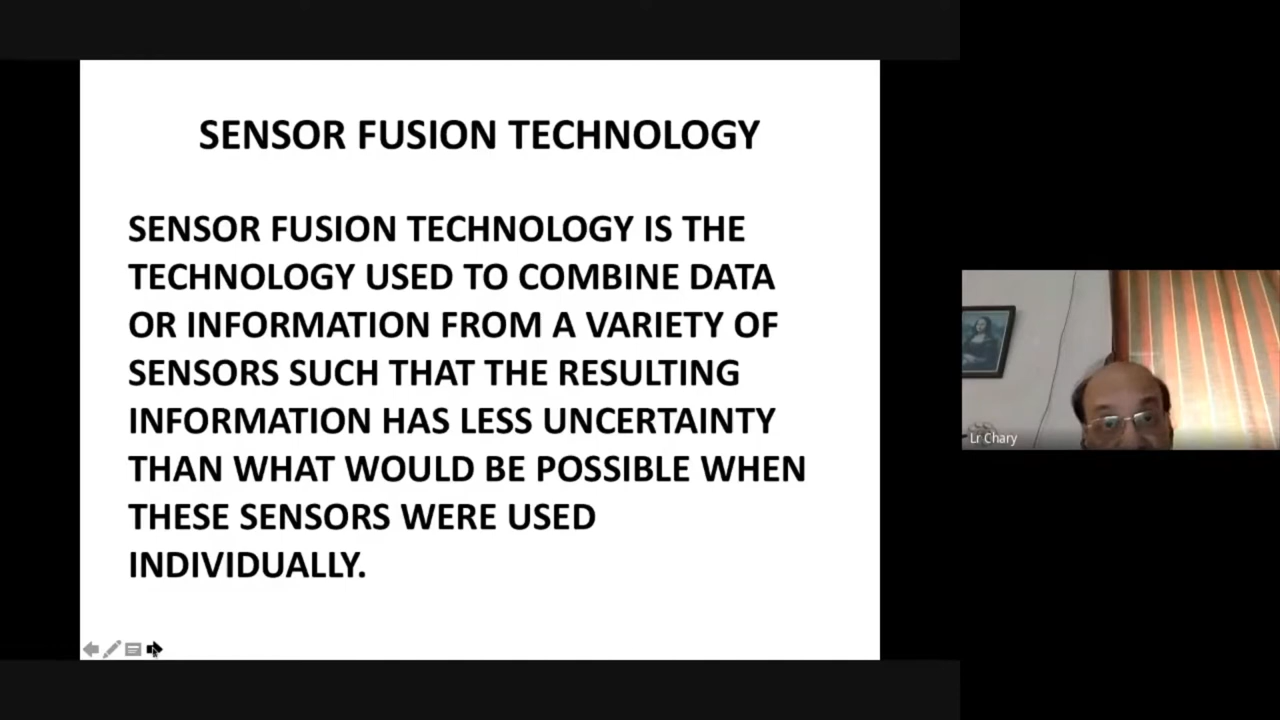 SENSOR FUSION TECHNOLOGY
SENSOR FUSION TECHNOLOGY IS THE
TECHNOLOGY USED TO COMBINE DATA
OR INFORMATION FROM A VARIETY OF
SENSORS SUCH THAT THE RESULTING
INFORMATION HAS LESS UNCERTAINTY
THAN WHAT WOULD BE POSSIBLE WHEN
THESE SENSORS WERE USED
INDIVIDUALLY.
Lr Chary